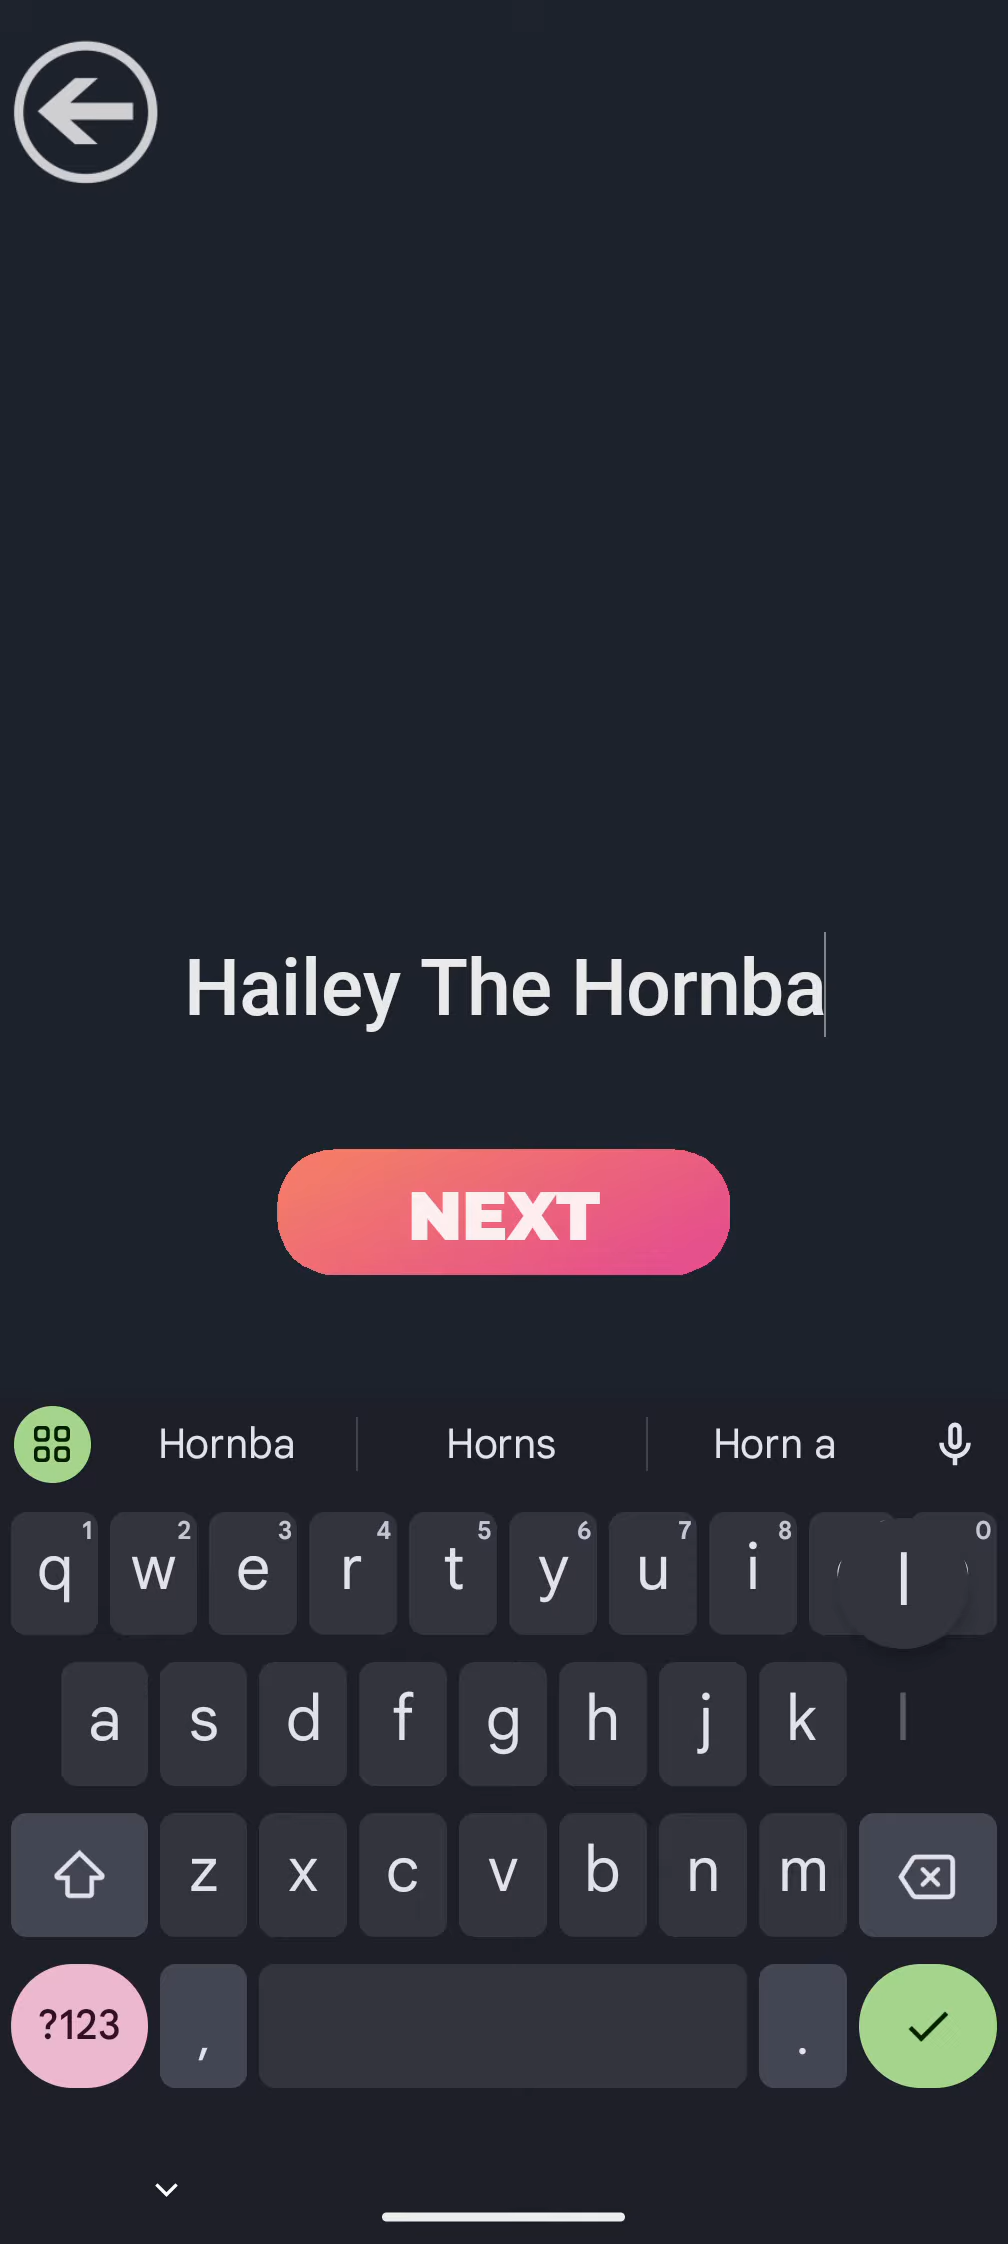 Hailey The Hornba
NEXT
Hornba Horns Horn a
1 2 3 4 5 6 7 8 0
q w e r t y u i l
a s d f g h j k l
z x c v b n m
?123 , .